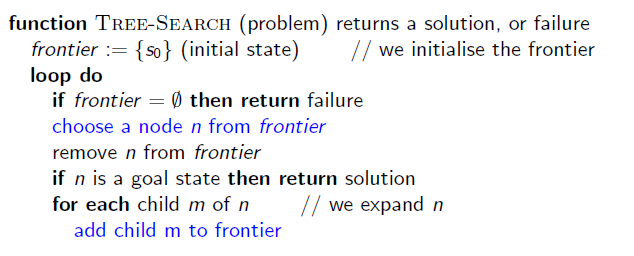 function TREE-SEARCH (problem) returns a solution, or failure
frontier := {s₀} (initial state) // we initialise the frontier
loop do
if frontier = ∅ then return failure
choose a node n from frontier
remove n from frontier
if n is a goal state then return solution
for each child m of n // we expand n
add child m to frontier